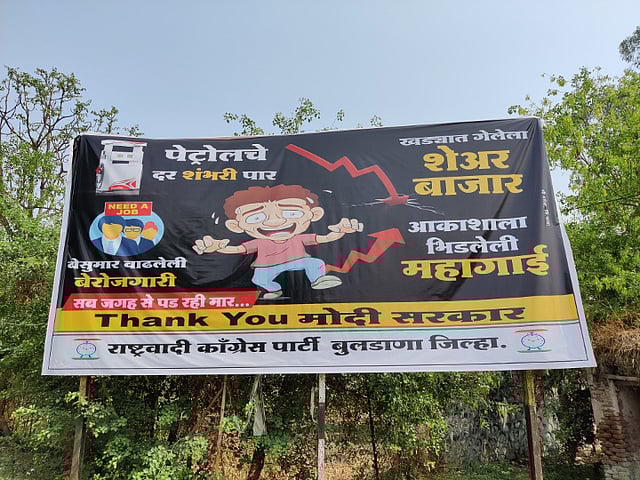 पेट्रोलचे
दर शंभरी पार
खड्यात गेलेला
शेअर
बाजार
NEED A
JOB
बेसुमार वाढलेली
बेरोजगारी
आकाशाला
भिडलेली
महागाई
सब जगह से पड रही मार...
Thank You मोदी सरकार
राष्ट्रवादी काँग्रेस पार्टी बुलडाणा जिल्हा.